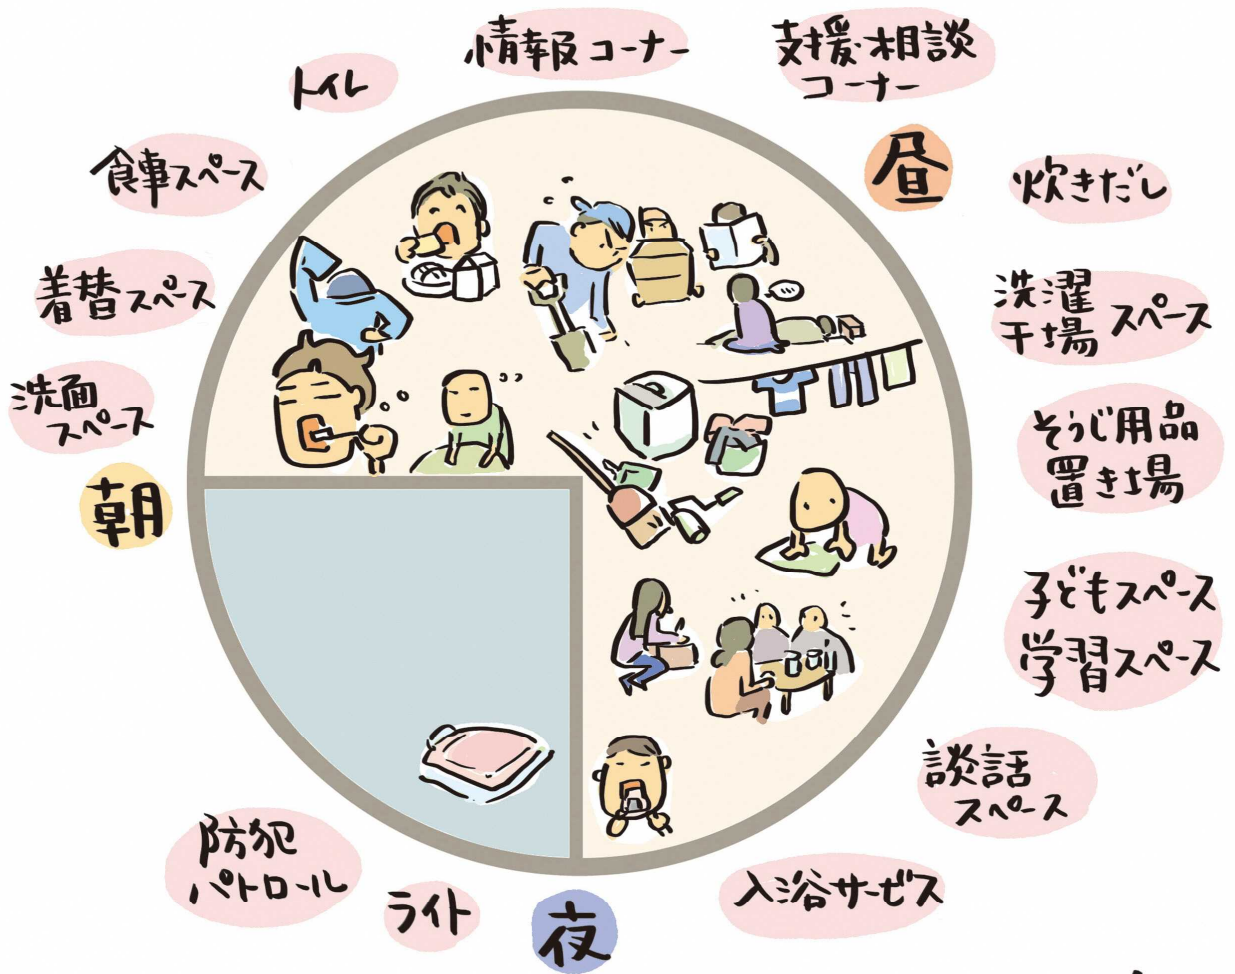 情報コーナー
支援・相談
コーナー
トイレ
昼
食事スペース
炊きだし
着替スペース
洗濯
干場スペース
洗面
スペース
そうじ用品
置き場
朝
子どもスペース
学習スペース
談話
スペース
防犯
パトロール
ライト
夜
入浴サービス